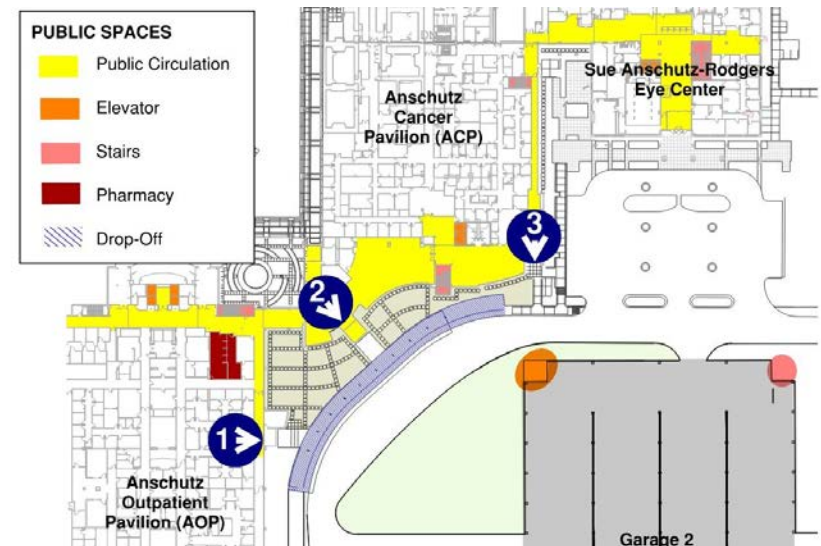 PUBLIC SPACES
Public Circulation
Elevator
Stairs
Pharmacy
Drop-Off
Anschutz
Cancer
Pavilion (ACP)
Sue Anschutz-Rodgers
Eye Center
3
2
1
Anschutz
Outpatient
Pavilion (AOP)
Garage 2